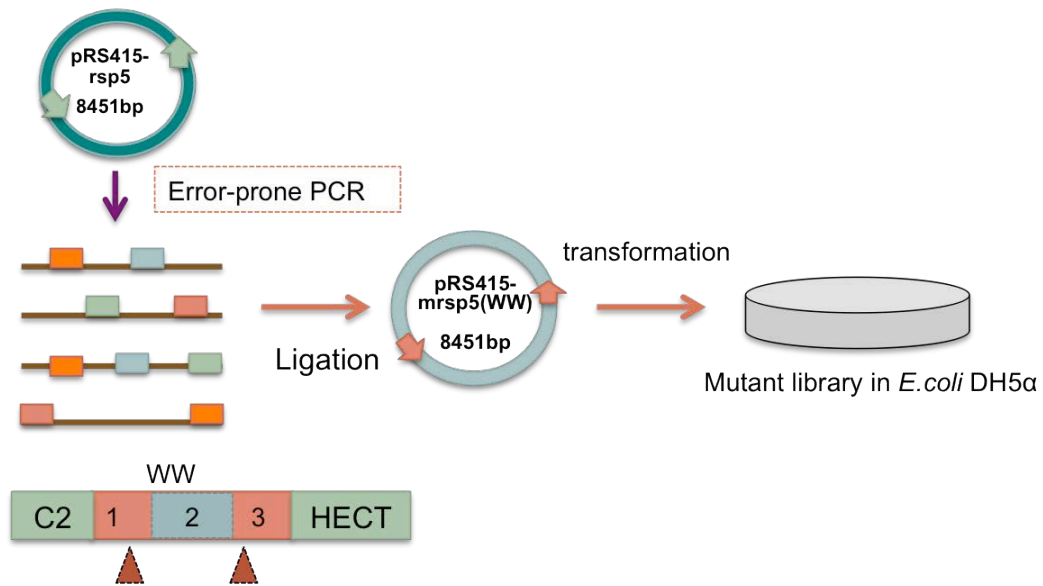 pRS415-
rsp5
8451bp
Error-prone PCR
Ligation
pRS415-
mrsp5(WW)
8451bp
transformation
Mutant library in E.coli DH5α
WW
C2 1 2 3 HECT